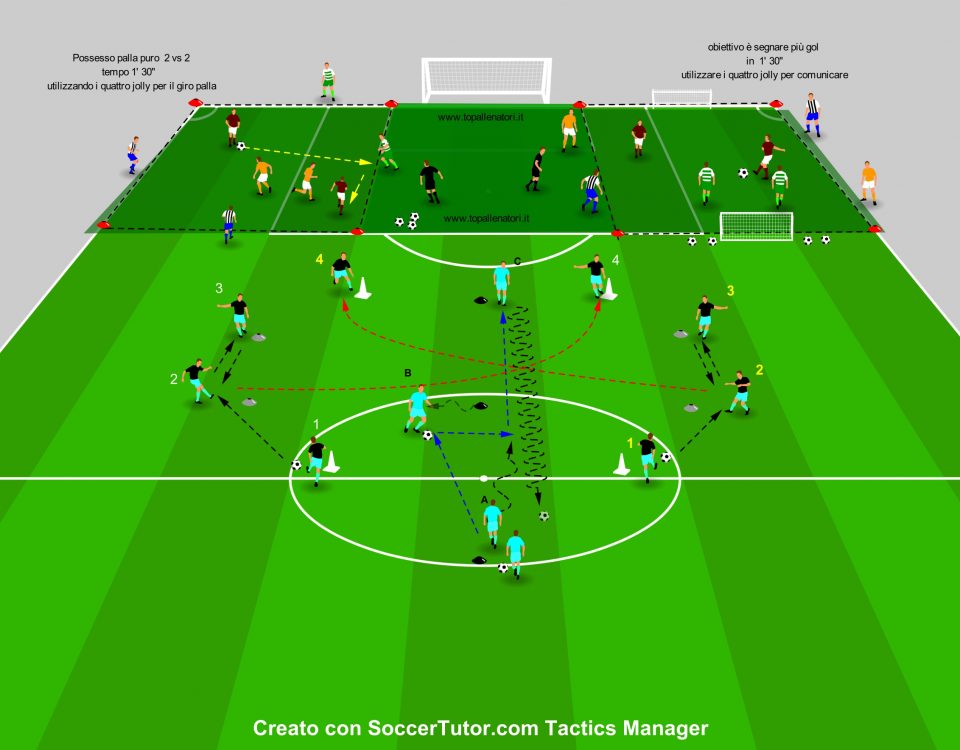 Possesso palla puro 2 vs 2
tempo 1' 30"
utilizzando i quattro jolly per il giro palla
obiettivo è segnare più gol
in 1' 30"
utilizzare i quattro jolly per comunicare
www.topallenatori.it
www.topallenatori.it
4
C
4
3
3
2
B
2
1
1
A
Creato con SoccerTutor.com Tactics Manager